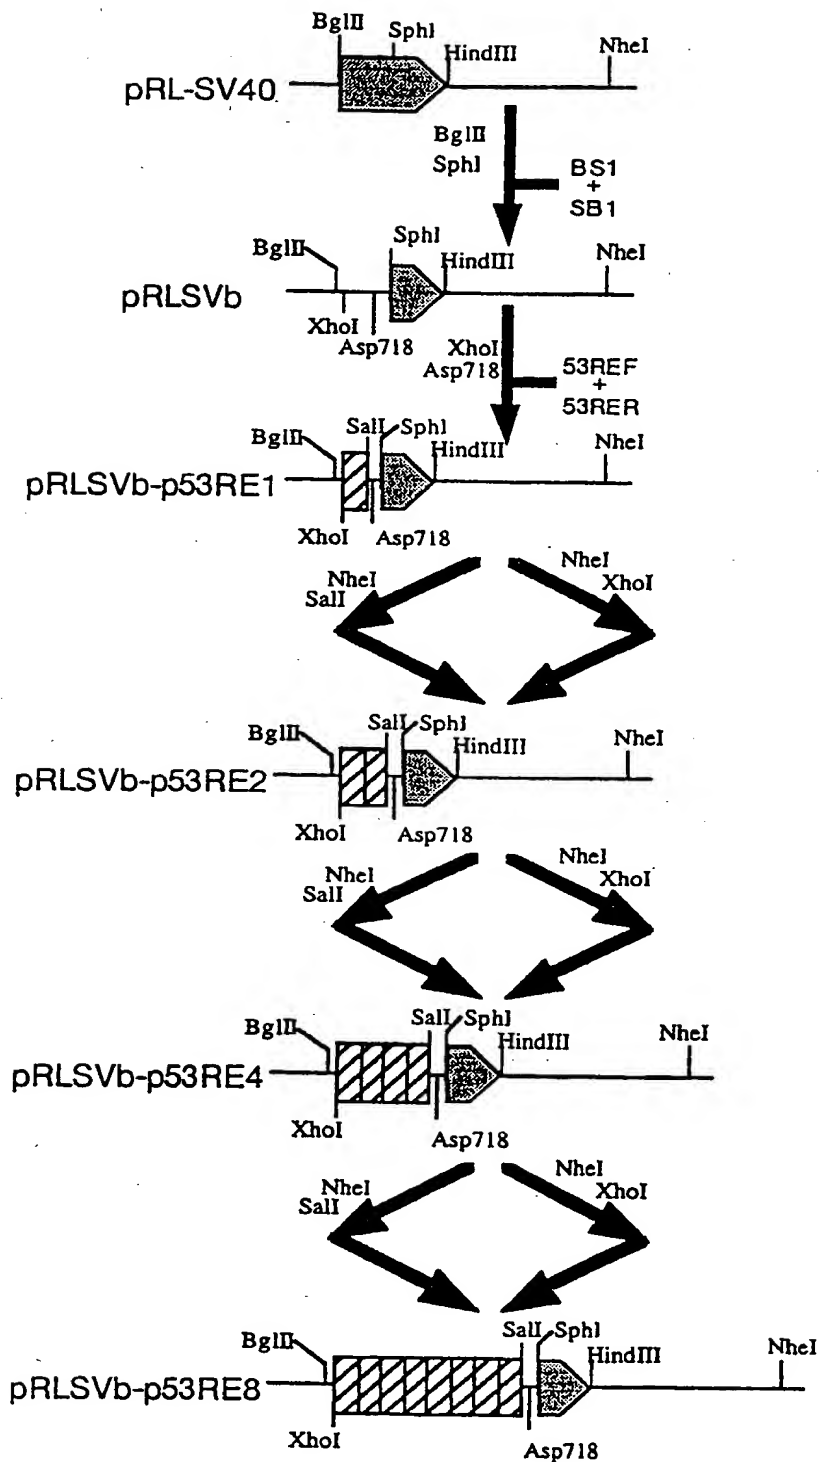 BglII
SphI
HindIII
NheI
pRL-SV40
BglII
SphI
BS1
+
SB1
BglII
SphI
HindIII
NheI
pRLSVb
XhoI
Asp718
XhoI
Asp718
53REF
+
53RER
BglII
SalI
SphI
HindIII
NheI
pRLSVb-p53RE1
XhoI
Asp718
NheI
SalI
NheI
XhoI
BglII
SalI
SphI
HindIII
NheI
pRLSVb-p53RE2
XhoI
Asp718
NheI
SalI
NheI
XhoI
BglII
SalI
SphI
HindIII
NheI
pRLSVb-p53RE4
XhoI
Asp718
NheI
SalI
NheI
XhoI
BglII
SalI
SphI
HindIII
NheI
pRLSVb-p53RE8
XhoI
Asp718